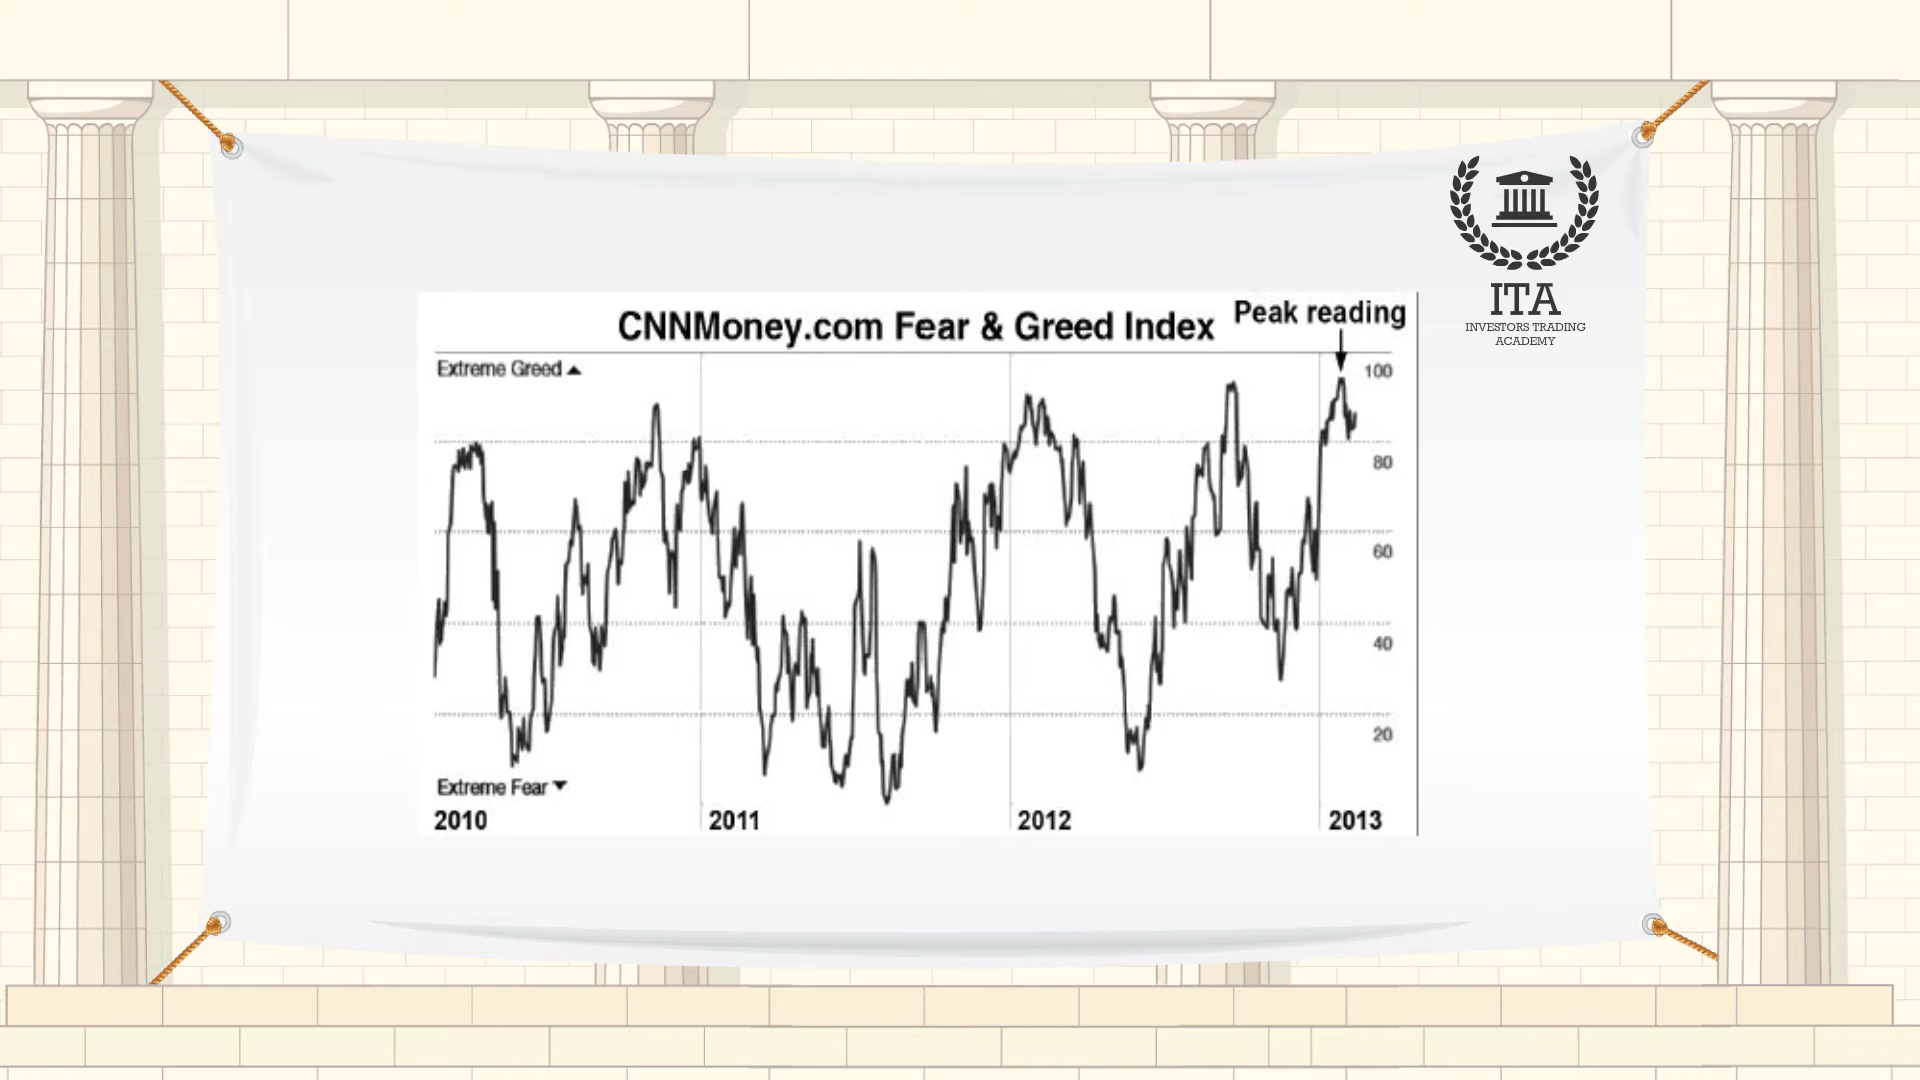 CNNMoney.com Fear & Greed Index
Peak reading
Extreme Greed ▲
100
80
60
40
20
Extreme Fear ▼
2010
2011
2012
2013
ITA
INVESTORS TRADING
ACADEMY